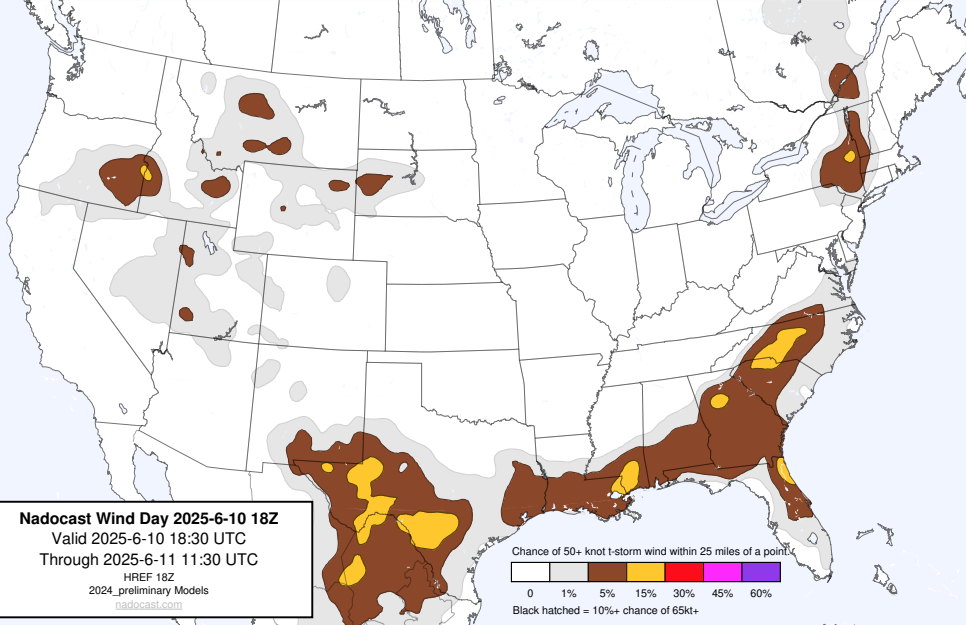 Nadocast Wind Day 2025-6-10 18Z
Valid 2025-6-10 18:30 UTC
Through 2025-6-11 11:30 UTC
HREF 18Z
2024_preliminary Models
nadocast.com
Chance of 50+ knot t-storm wind within 25 miles of a point.
0 1% 5% 15% 30% 45% 60%
Black hatched = 10%+ chance of 65kt+